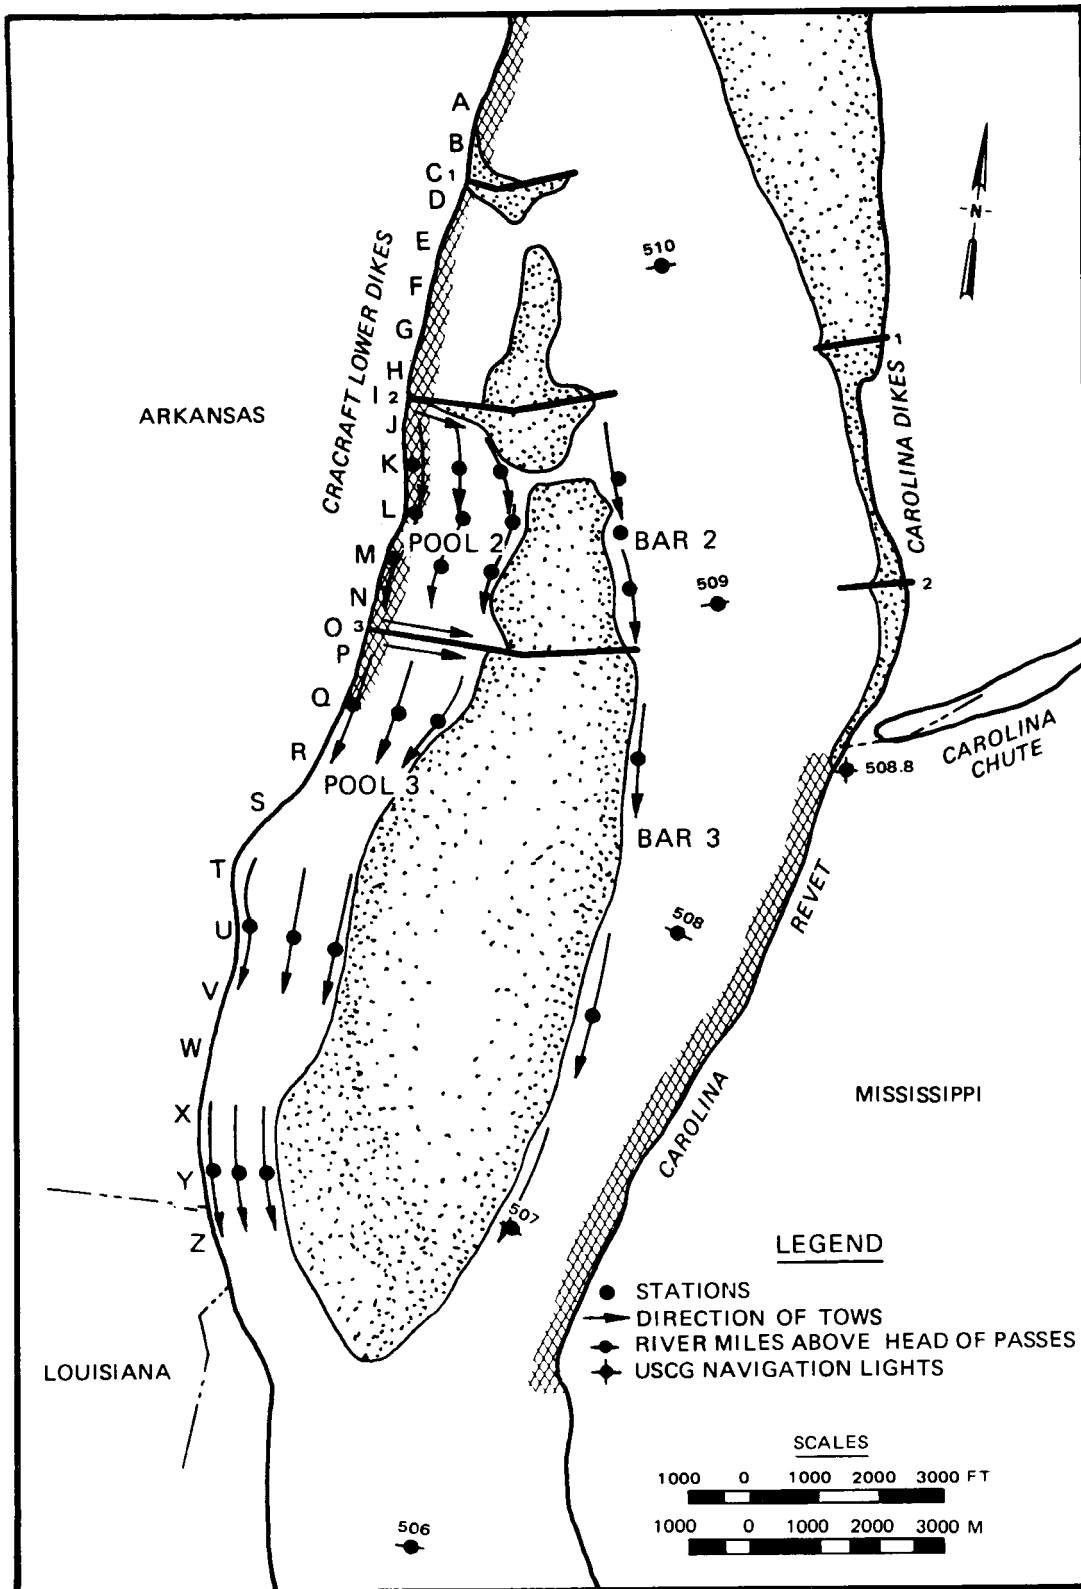 A
B
C 1
D
E
F
G
H
I 2
J
K
L
M
N
O 3
P
Q
R
S
T
U
V
W
X
Y
Z
CRACRAFT LOWER DIKES
ARKANSAS
510
-N-
1
CAROLINA DIKES
2
POOL 2
BAR 2
509
CAROLINA
CHUTE
508.8
POOL 3
BAR 3
508
REVET
CAROLINA
MISSISSIPPI
507
LOUISIANA
506
LEGEND
STATIONS
DIRECTION OF TOWS
RIVER MILES ABOVE HEAD OF PASSES
USCG NAVIGATION LIGHTS
SCALES
1000 0 1000 2000 3000 FT
1000 0 1000 2000 3000 M